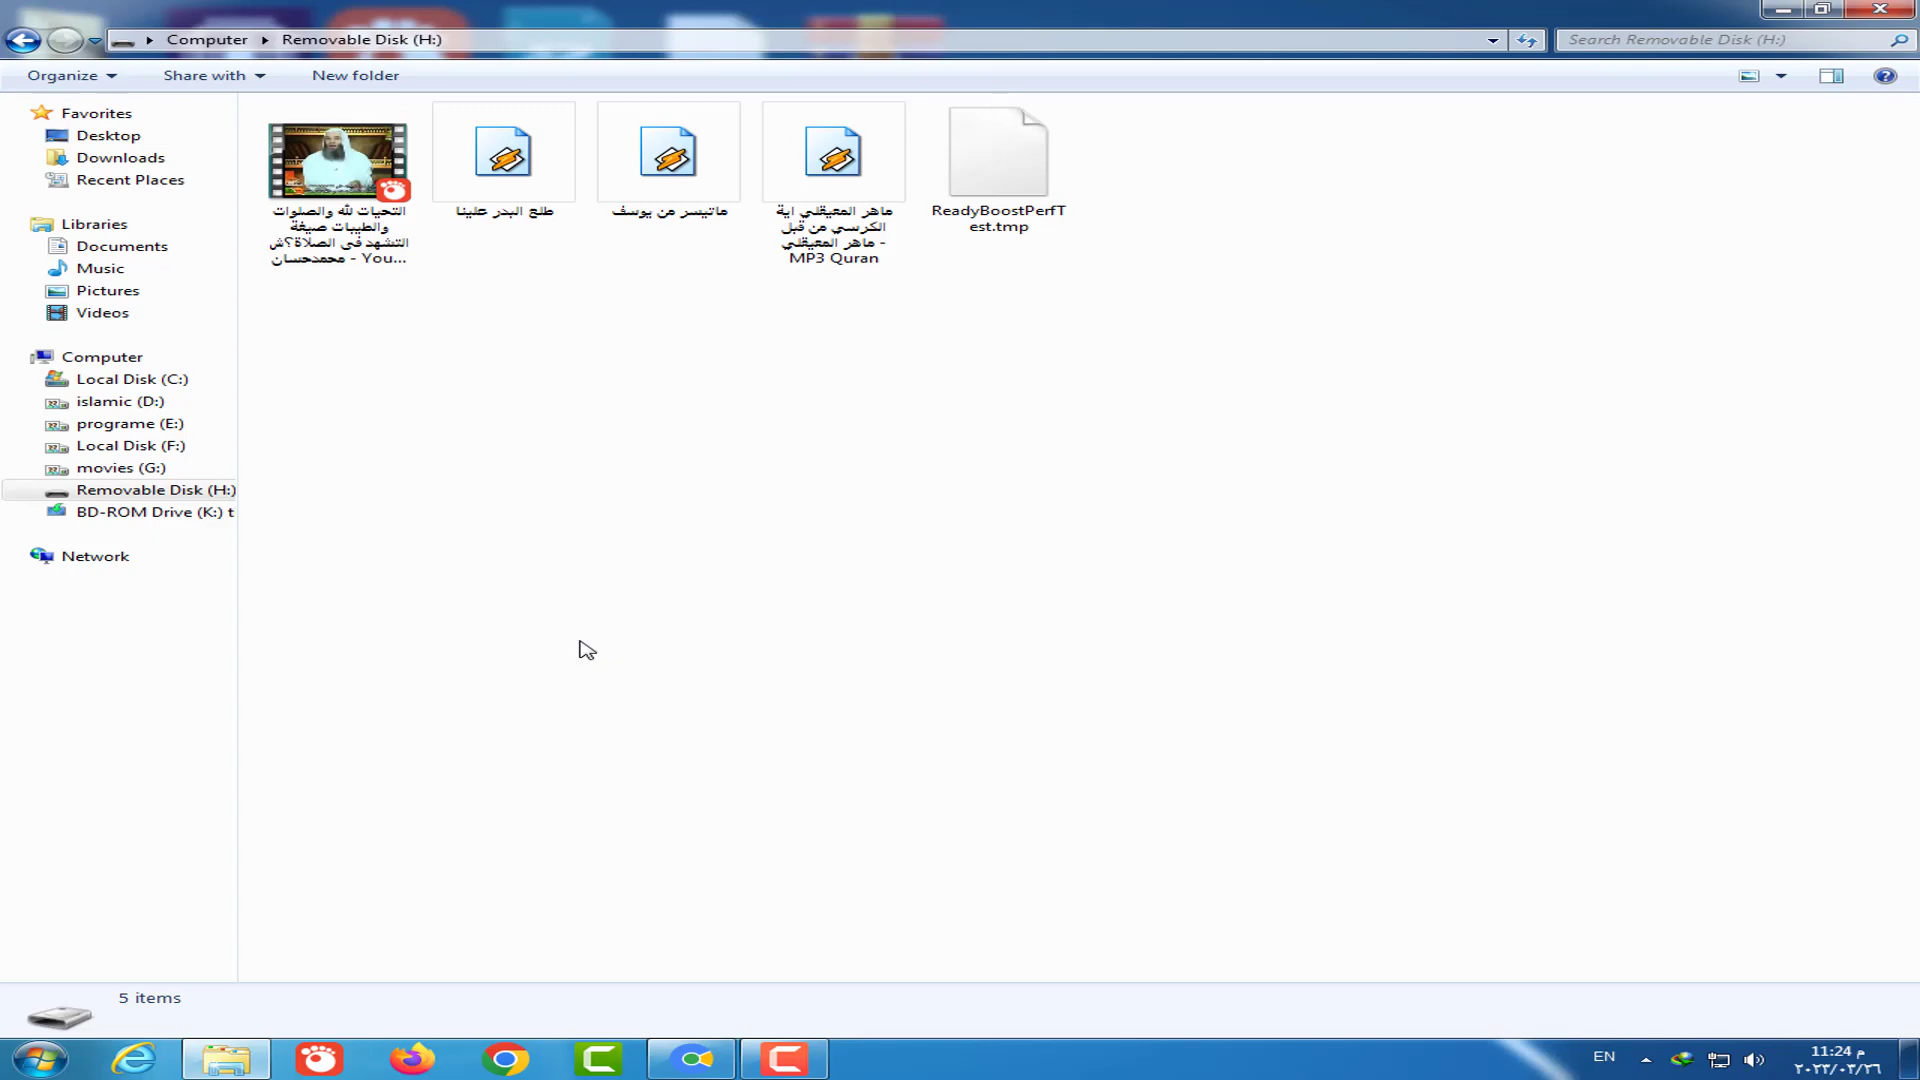 Computer
Removable Disk (H:)
Search Removable Disk (H:)
Organize
Share with
New folder
Favorites
Desktop
Downloads
Recent Places
Libraries
Documents
Music
Pictures
Videos
Computer
Local Disk (C:)
islamic (D:)
programe (E:)
Local Disk (F:)
movies (G:)
Removable Disk (H:)
BD-ROM Drive (K:) t
Network
التحيات لله والصلوات
والطيبات صيغة
التشهد فى الصلاة؟ش
محمدحسان - You...
طلع البدر علينا
ماتيسر من يوسف
ماهر المعيقلي اية
الكرسي من قبل
ماهر المعيقلي -
MP3 Quran
ReadyBoostPerfT
est.tmp
5 items
EN
11:24 م
٢٠٢٣/٠٣/٢٦